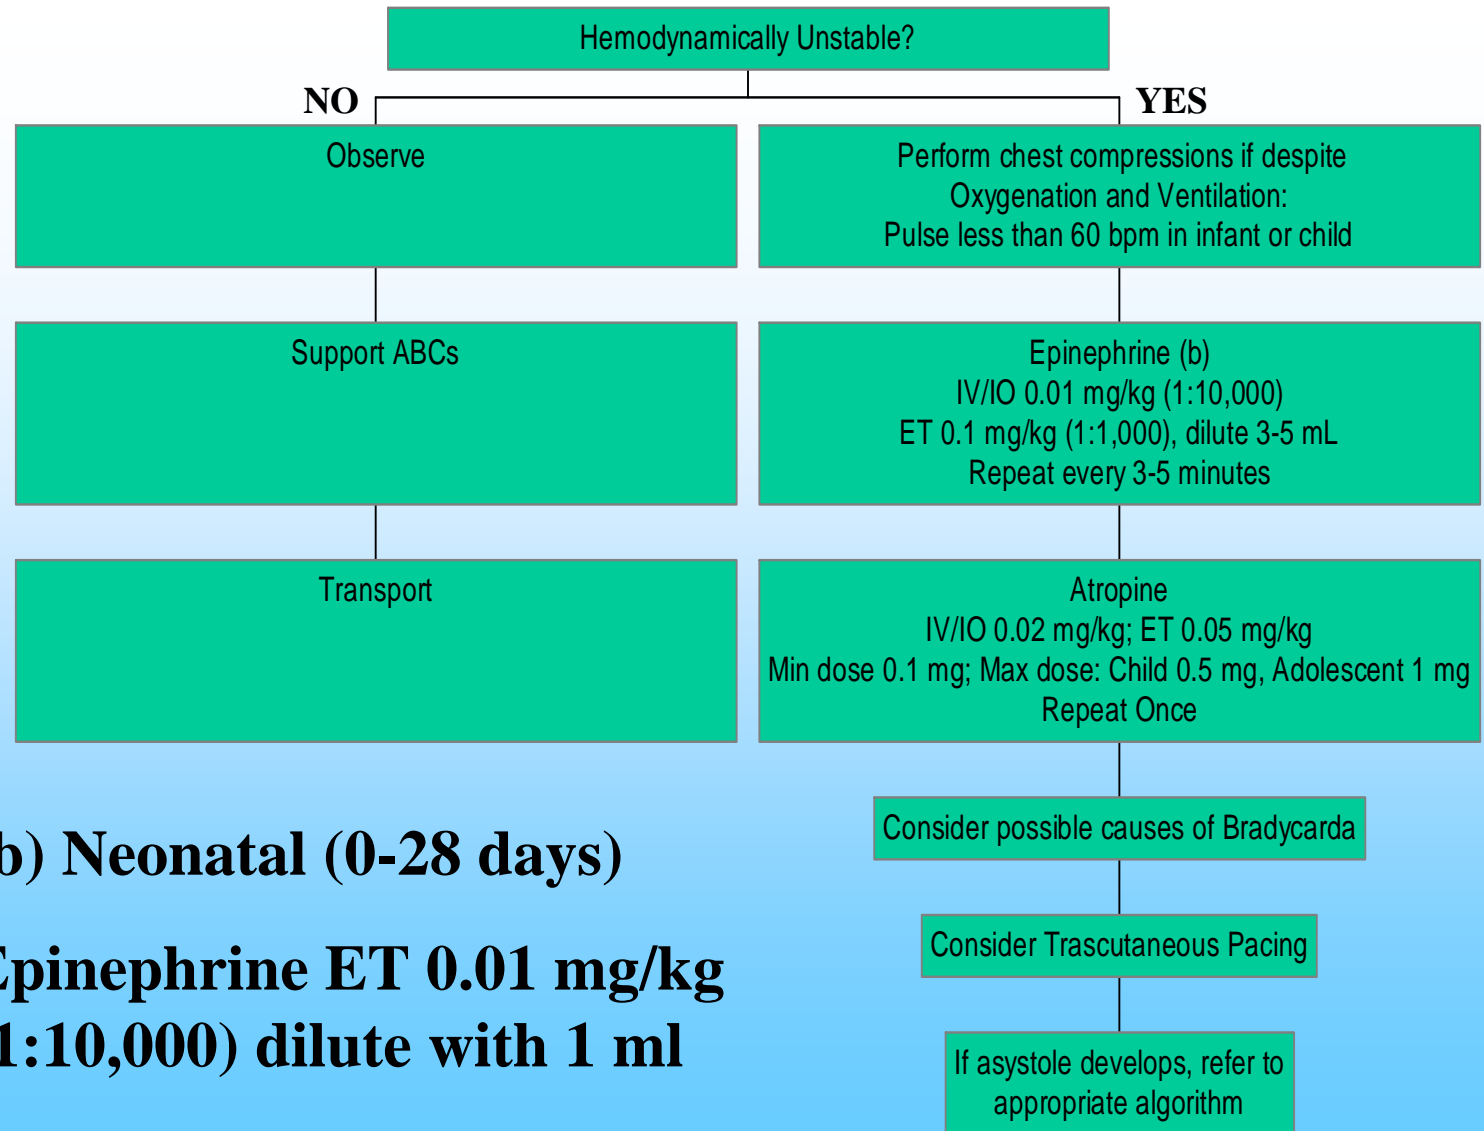 Hemodynamically Unstable?
NO
YES
Observe
Perform chest compressions if despite
Oxygenation and Ventilation:
Pulse less than 60 bpm in infant or child
Support ABCs
Epinephrine (b)
IV/IO 0.01 mg/kg (1:10,000)
ET 0.1 mg/kg (1:1,000), dilute 3-5 mL
Repeat every 3-5 minutes
Transport
Atropine
IV/IO 0.02 mg/kg; ET 0.05 mg/kg
Min dose 0.1 mg; Max dose: Child 0.5 mg, Adolescent 1 mg
Repeat Once
Consider possible causes of Bradycarda
Consider Trascutaneous Pacing
If asystole develops, refer to
appropriate algorithm
b) Neonatal (0-28 days)
Epinephrine ET 0.01 mg/kg
1:10,000) dilute with 1 ml